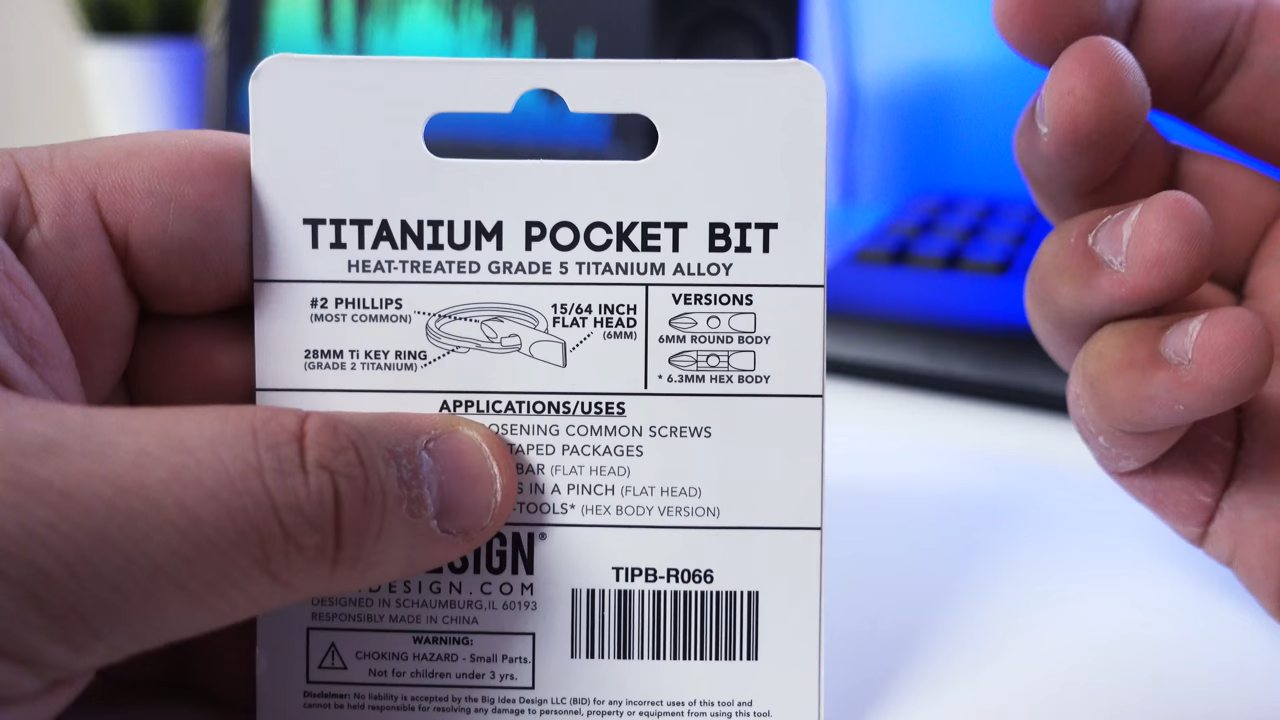 TITANIUM POCKET BIT
HEAT-TREATED GRADE 5 TITANIUM ALLOY
#2 PHILLIPS
(MOST COMMON)
28MM Ti KEY RING
(GRADE 2 TITANIUM)
15/64 INCH
FLAT HEAD
(6MM)
VERSIONS
6MM ROUND BODY
* 6.3MM HEX BODY
APPLICATIONS/USES
COMMON SCREWS
TAPED PACKAGES
BAR (FLAT HEAD)
IN A PINCH (FLAT HEAD)
-TOOLS* (HEX BODY VERSION)
DESIGN.COM
DESIGNED IN SCHAUMBURG,IL 60193
RESPONSIBLY MADE IN CHINA
TIPB-R066
WARNING:
CHOKING HAZARD - Small Parts.
Not for children under 3 yrs.
Disclaimer: No liability is accepted by the Big Idea Design LLC (BID) for any incorrect uses of this tool and
cannot be held responsible for resolving any damage to personnel, property or equipment from using this tool.